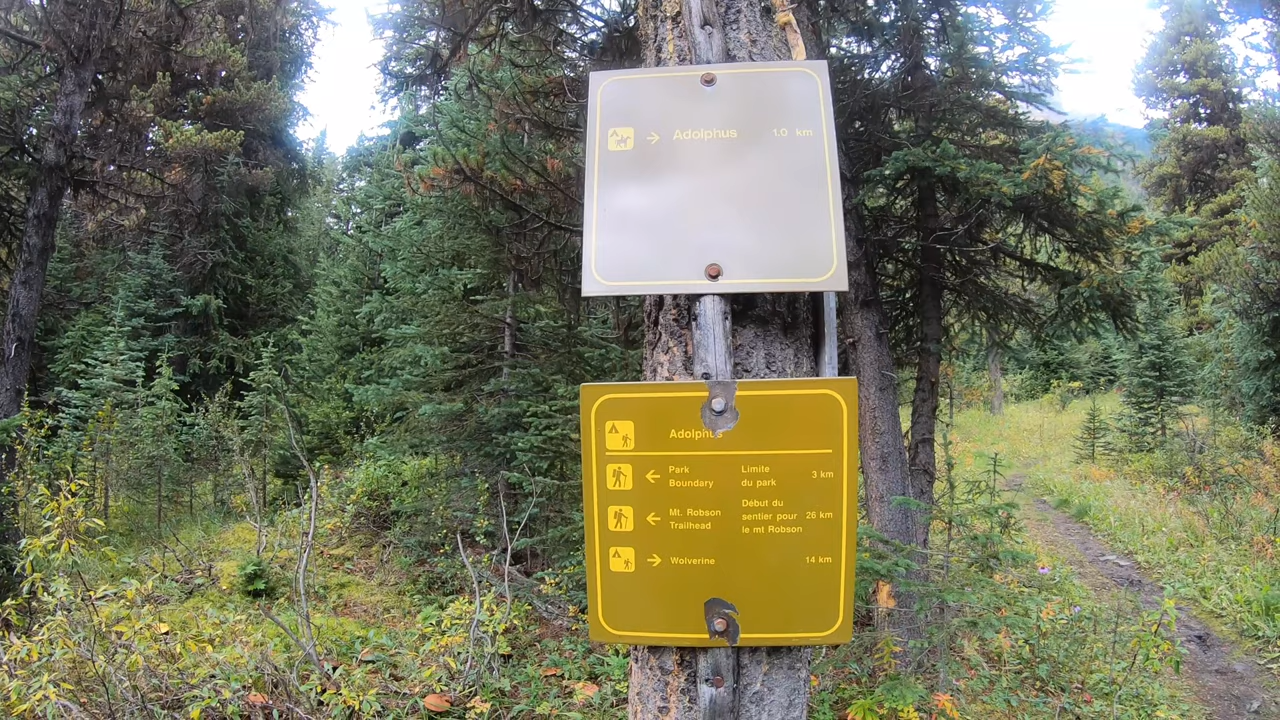 Adolphus 1.0 km
Adolphus
Park Limite
Boundary du park 3 km
Début du
Mt. Robson sentier pour 26 km
Trailhead le mt Robson
Wolverine 14 km